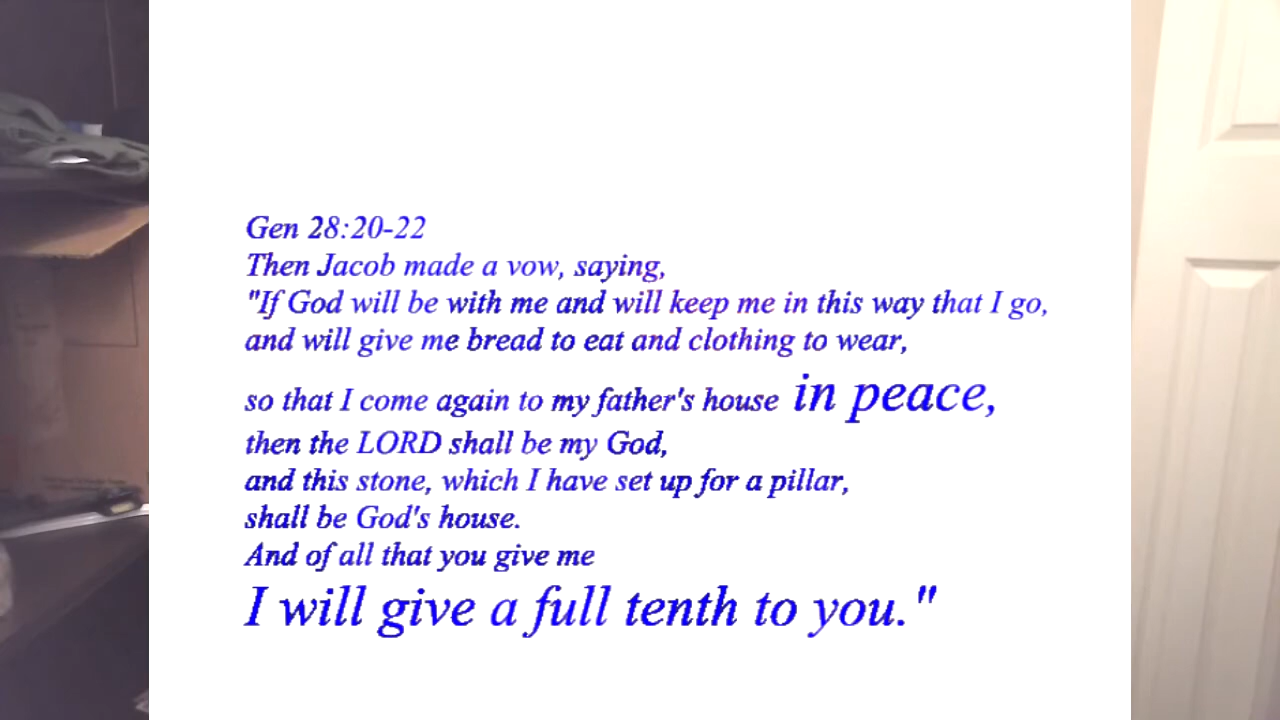 Gen 28:20-22
Then Jacob made a vow, saying,
"If God will be with me and will keep me in this way that I go,
and will give me bread to eat and clothing to wear,
so that I come again to my father's house in peace,
then the LORD shall be my God,
and this stone, which I have set up for a pillar,
shall be God's house.
And of all that you give me
I will give a full tenth to you."